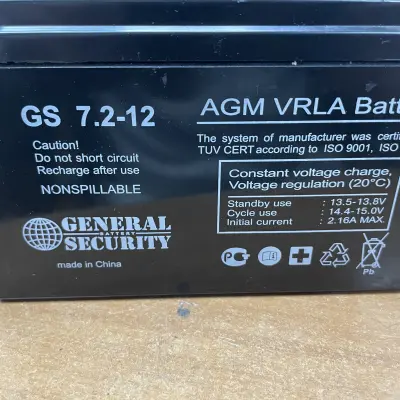 GS 7.2-12
AGM VRLA Batt
Caution!
Do not short circuit
Recharge after use
NONSPILLABLE
The system of manufacturer was certi
TUV CERT according to ISO 9001, ISO
Constant voltage charge,
Voltage regulation (20°C)
Standby use : 13.5-13.8V
Cycle use : 14.4-15.0V
Initial current : 2.16A MAX.
GENERAL
BATTERY
SECURITY
made in China
Pb